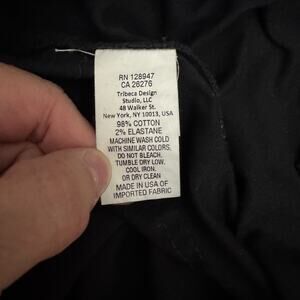 RN 128947
CA 26276
Tribeca Design
Studio, LLC
48 Walker St.
New York, NY 10013, USA
98% COTTON
2% ELASTANE
MACHINE WASH COLD
WITH SIMILAR COLORS.
DO NOT BLEACH.
TUMBLE DRY LOW.
COOL IRON.
OR DRY CLEAN
MADE IN USA OF
IMPORTED FABRIC